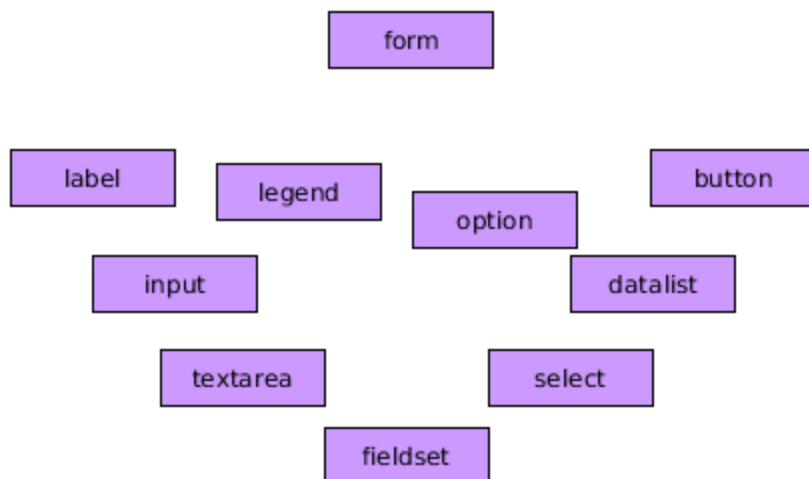 form
label
legend
button
option
input
datalist
textarea
select
fieldset